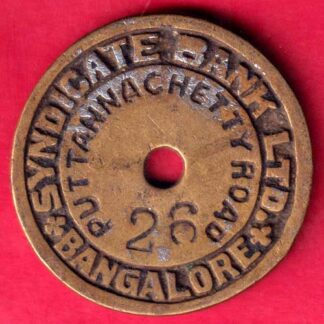 SYNDICATE BANK LTD.
BANGALORE
PUTTANNACHETTY ROAD
26